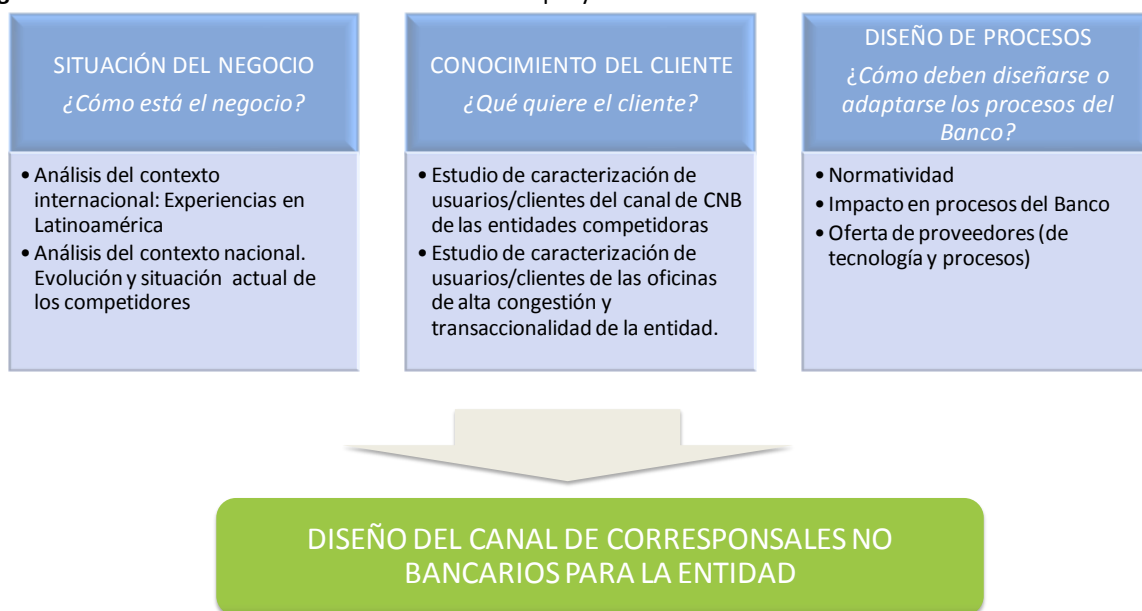 SITUACIÓN DEL NEGOCIO
¿Cómo está el negocio?
• Análisis del contexto
internacional: Experiencias en
Latinoamérica
• Análisis del contexto nacional.
Evolución y situación actual de
los competidores
CONOCIMIENTO DEL CLIENTE
¿Qué quiere el cliente?
• Estudio de caracterización de
usuarios/clientes del canal de CNB
de las entidades competidoras
• Estudio de caracterización de
usuarios/clientes de las oficinas
de alta congestión y
transaccionalidad de la entidad.
DISEÑO DE PROCESOS
¿Cómo deben diseñarse o
adaptarse los procesos del
Banco?
• Normatividad
• Impacto en procesos del Banco
• Oferta de proveedores (de
tecnología y procesos)
DISEÑO DEL CANAL DE CORRESPONSALES NO
BANCARIOS PARA LA ENTIDAD